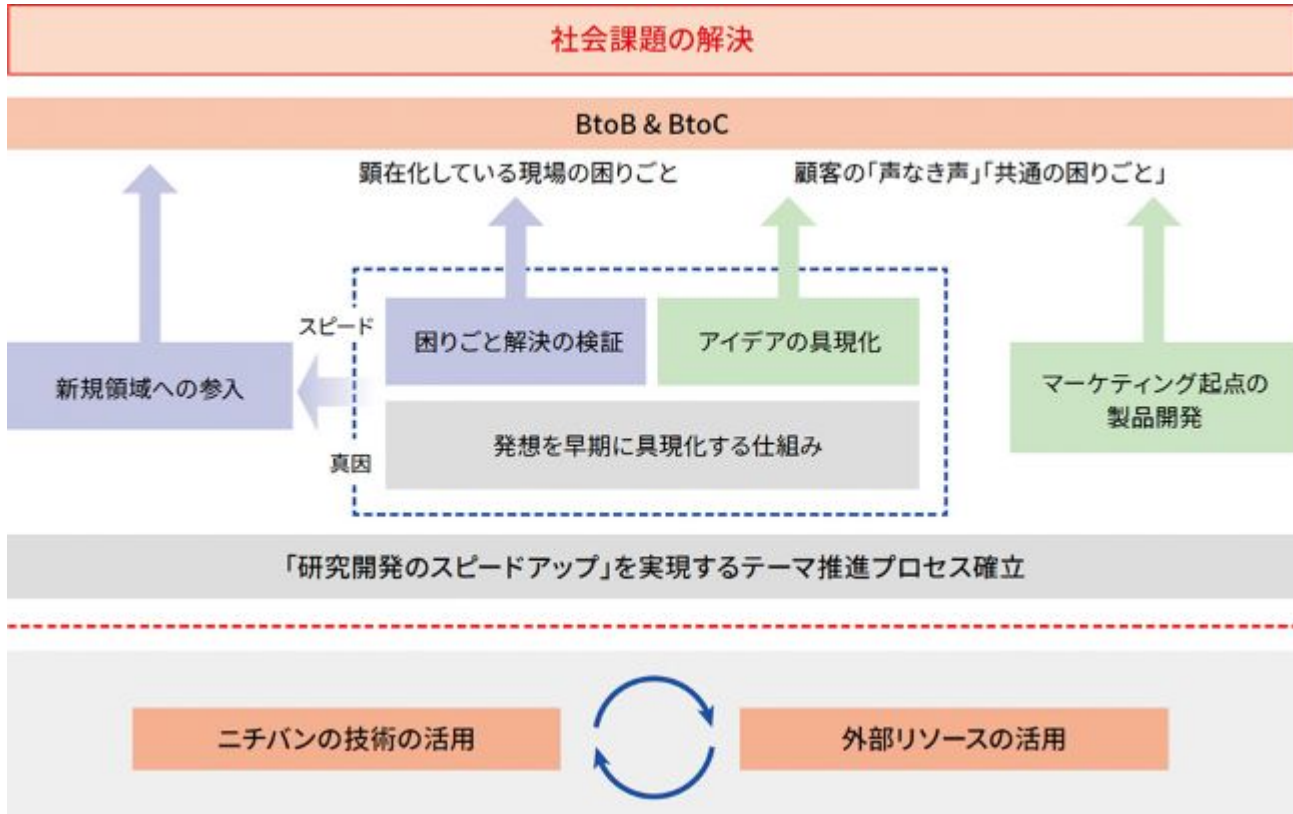 社会課題の解決
BtoB & BtoC
顕在化している現場の困りごと
顧客の「声なき声」「共通の困りごと」
スピード
困りごと解決の検証
アイデアの具現化
新規領域への参入
マーケティング起点の
製品開発
発想を早期に具現化する仕組み
真因
「研究開発のスピードアップ」を実現するテーマ推進プロセス確立
ニチバンの技術の活用
外部リソースの活用